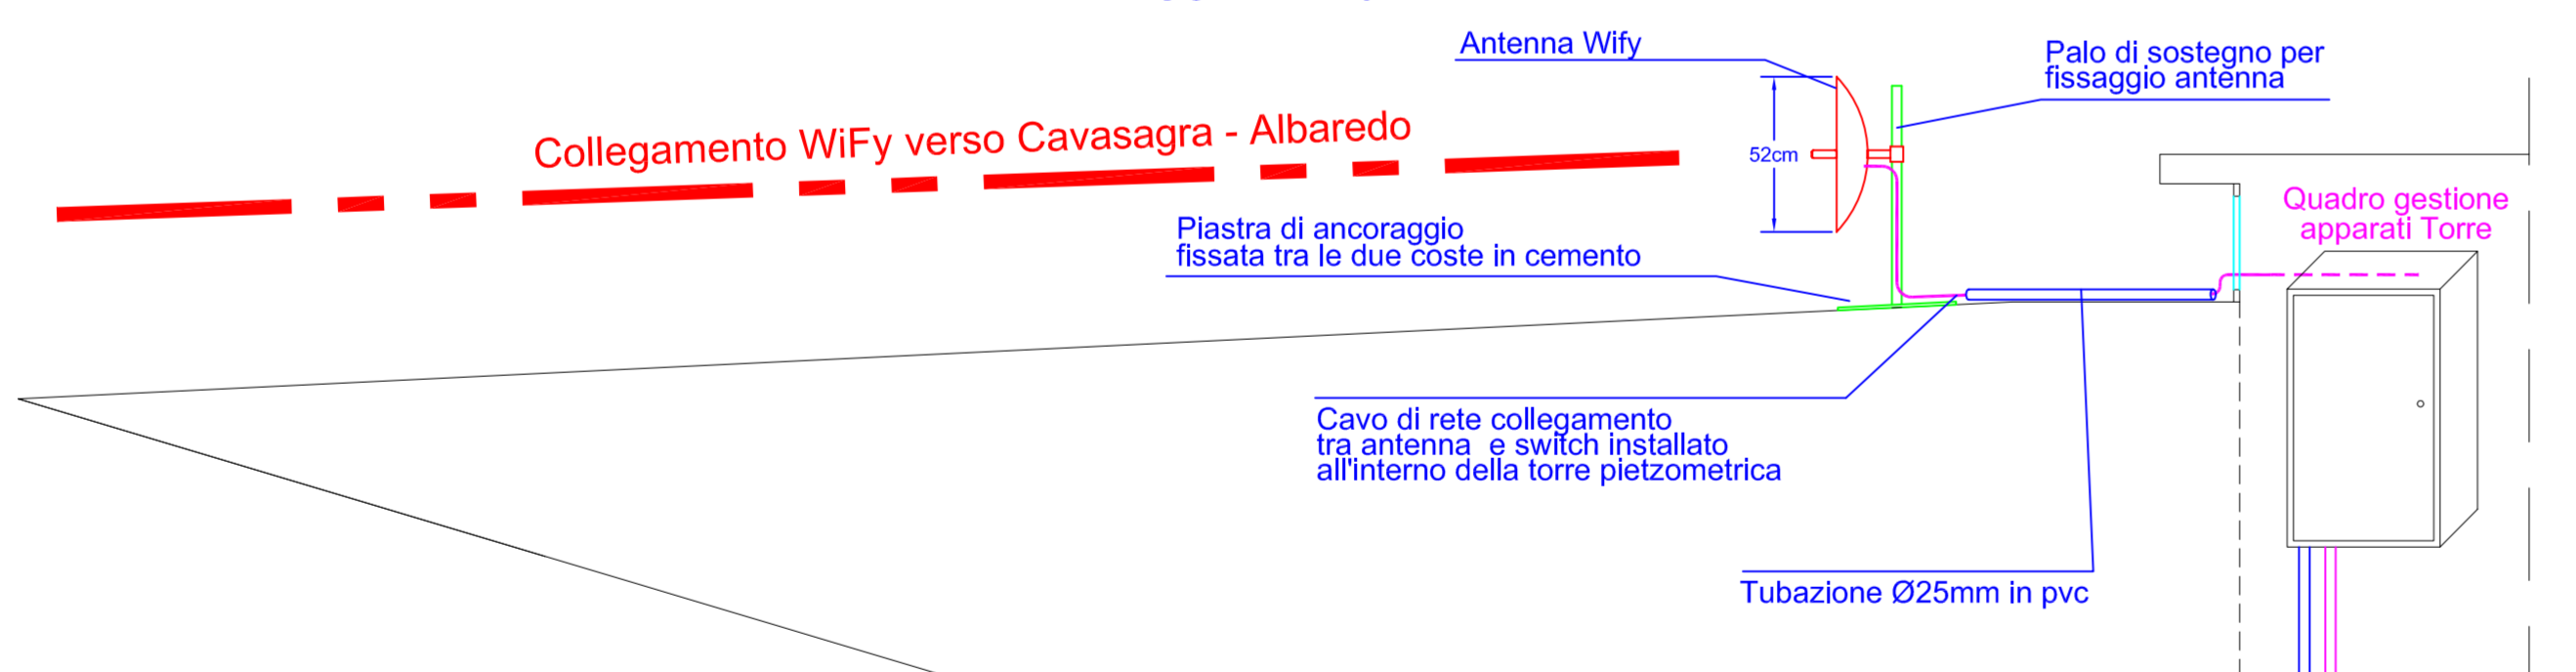 Antenna Wify
Palo di sostegno per
fissaggio antenna
Collegamento WiFy verso Cavasagra - Albaredo
52cm
Quadro gestione
apparati Torre
Piastra di ancoraggio
fissata tra le due coste in cemento
Cavo di rete collegamento
tra antenna e switch installato
all'interno della torre pietzometrica
Tubazione Ø25mm in pvc